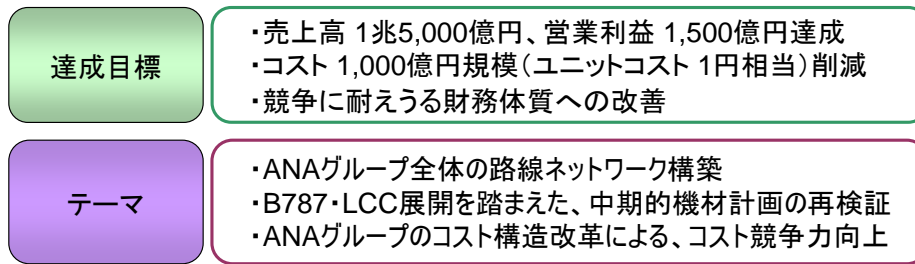 達成目標
・売上高 1兆5,000億円、営業利益 1,500億円達成
・コスト 1,000億円規模(ユニットコスト 1円相当)削減
・競争に耐えうる財務体質への改善
テーマ
・ANAグループ全体の路線ネットワーク構築
・B787・LCC展開を踏まえた、中期的機材計画の再検証
・ANAグループのコスト構造改革による、コスト競争力向上